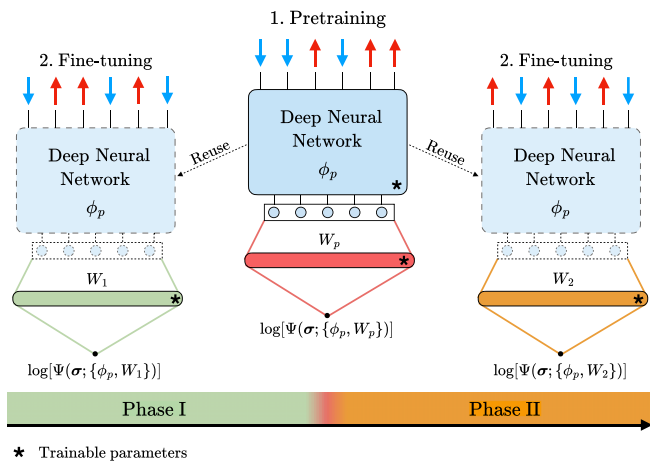 1. Pretraining
2. Fine-tuning
2. Fine-tuning
Deep Neural
Network
ϕₚ
*
Deep Neural
Network
ϕₚ
Reuse
Reuse
Deep Neural
Network
ϕₚ
W₁
*
Wₚ
*
W₂
*
log[Ψ(σ; {ϕₚ, Wₚ})]
log[Ψ(σ; {ϕₚ, W₁})]
log[Ψ(σ; {ϕₚ, W₂})]
Phase I
Phase II
* Trainable parameters